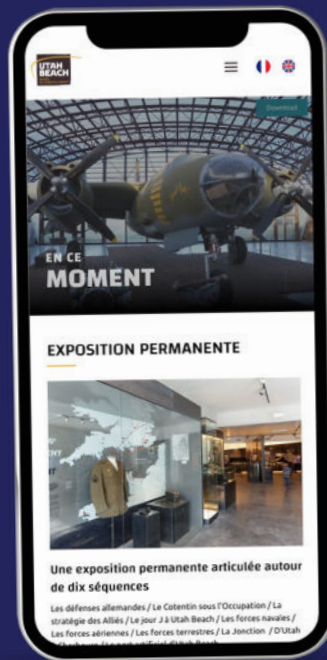 UTAH
BEACH
Download
EN CE
MOMENT
EXPOSITION PERMANENTE
Une exposition permanente articulée autour
de dix séquences
Les défenses allemandes / Le Cotentin sous l'Occupation / La
stratégie des Alliés / Le jour J à Utah Beach / Les forces navales /
Les forces aériennes / Les forces terrestres / La Jonction / D'Utah